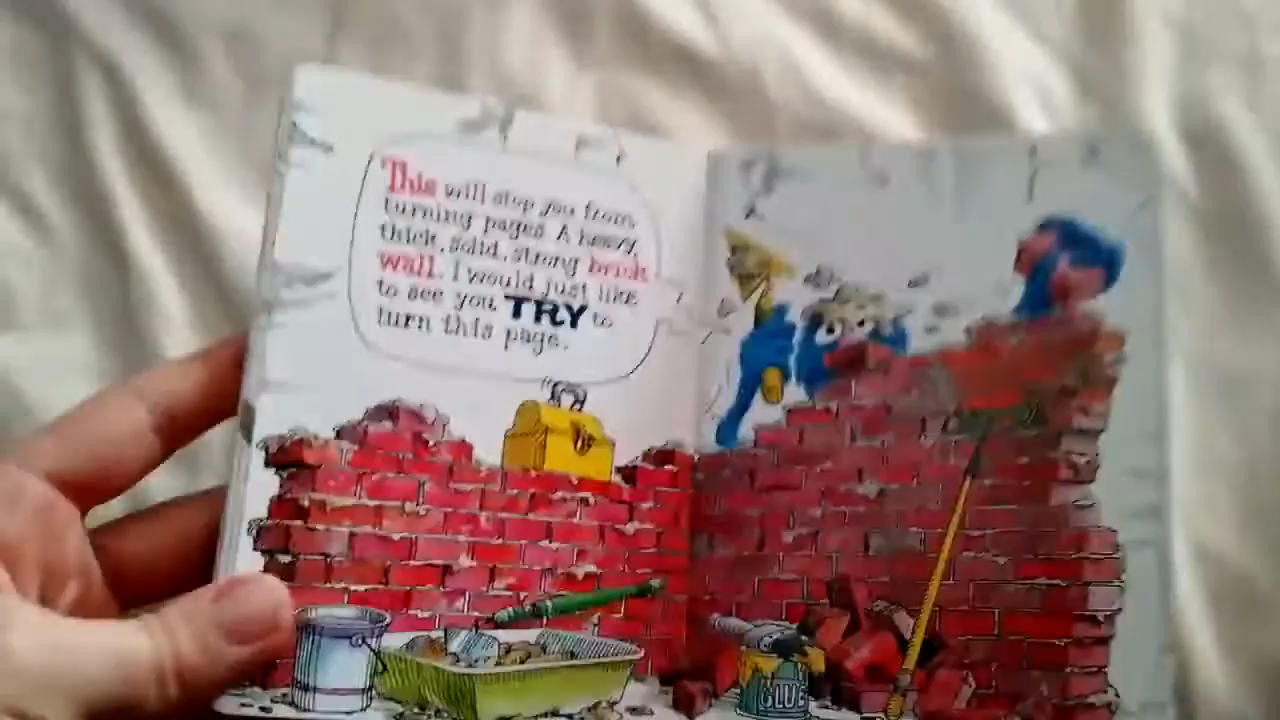 This will stop you from
turning pages. A heavy,
thick, solid, strong brick
wall. I would just like
to see you TRY to
turn this page.
GLUE